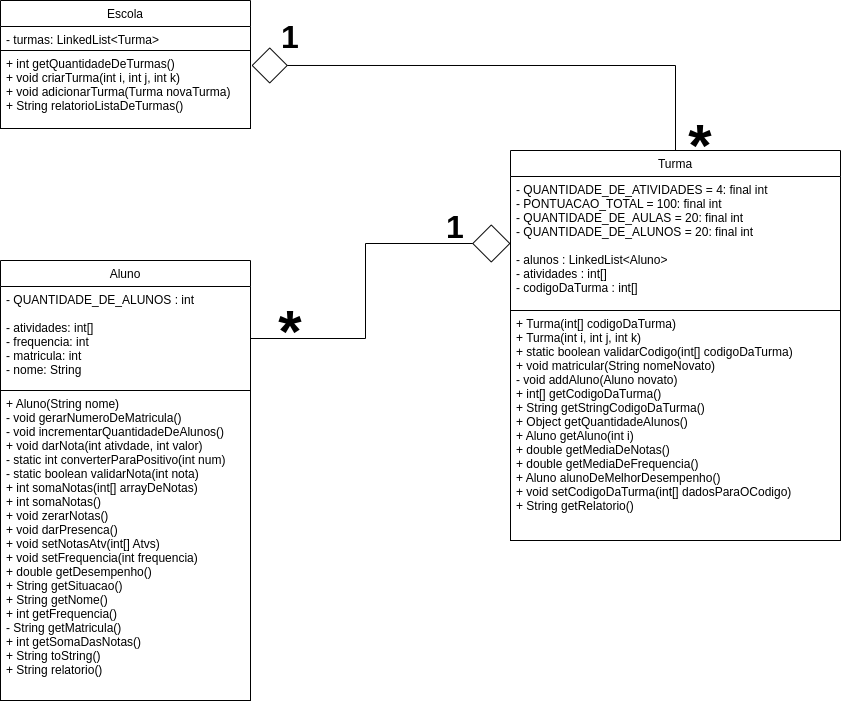 Escola
- turmas: LinkedList<Turma>
+ int getQuantidadeDeTurmas()
+ void criarTurma(int i, int j, int k)
+ void adicionarTurma(Turma novaTurma)
+ String relatorioListaDeTurmas()
1
*
Turma
- QUANTIDADE_DE_ATIVIDADES = 4: final int
- PONTUACAO_TOTAL = 100: final int
- QUANTIDADE_DE_AULAS = 20: final int
- QUANTIDADE_DE_ALUNOS = 20: final int
- alunos : LinkedList<Aluno>
- atividades : int[]
- codigoDaTurma : int[]
+ Turma(int[] codigoDaTurma)
+ Turma(int i, int j, int k)
+ static boolean validarCodigo(int[] codigoDaTurma)
+ void matricular(String nomeNovato)
- void addAluno(Aluno novato)
+ int[] getCodigoDaTurma()
+ String getStringCodigoDaTurma()
+ Object getQuantidadeAlunos()
+ Aluno getAluno(int i)
+ double getMediaDeNotas()
+ double getMediaDeFrequencia()
+ Aluno alunoDeMelhorDesempenho()
+ void setCodigoDaTurma(int[] dadosParaOCodigo)
+ String getRelatorio()
1
*
Aluno
- QUANTIDADE_DE_ALUNOS : int
- atividades: int[]
- frequencia: int
- matricula: int
- nome: String
+ Aluno(String nome)
- void gerarNumeroDeMatricula()
- void incrementarQuantidadeDeAlunos()
+ void darNota(int ativdade, int valor)
- static int converterParaPositivo(int num)
- static boolean validarNota(int nota)
+ int somaNotas(int[] arrayDeNotas)
+ int somaNotas()
+ void zerarNotas()
+ void darPresenca()
+ void setNotasAtv(int[] Atvs)
+ void setFrequencia(int frequencia)
+ double getDesempenho()
+ String getSituacao()
+ String getNome()
+ int getFrequencia()
- String getMatricula()
+ int getSomaDasNotas()
+ String toString()
+ String relatorio()